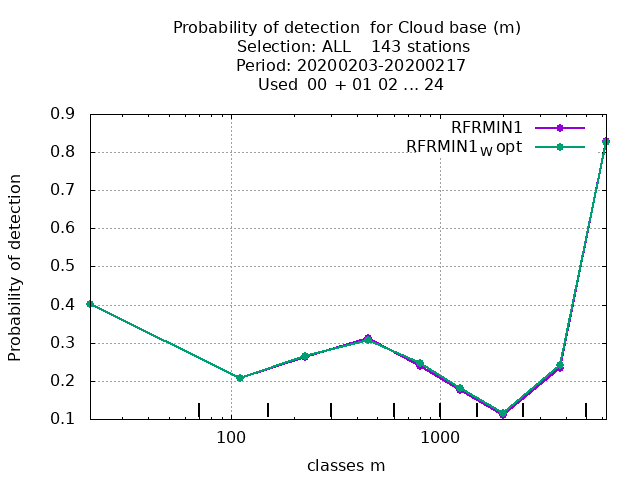 Probability of detection for Cloud base (m)
Selection: ALL 143 stations
Period: 20200203-20200217
Used 00 + 01 02 ... 24
RFRMIN1
RFRMIN1W opt
0.9
0.8
0.7
0.6
0.5
0.4
0.3
0.2
0.1
Probability of detection
100
1000
classes m